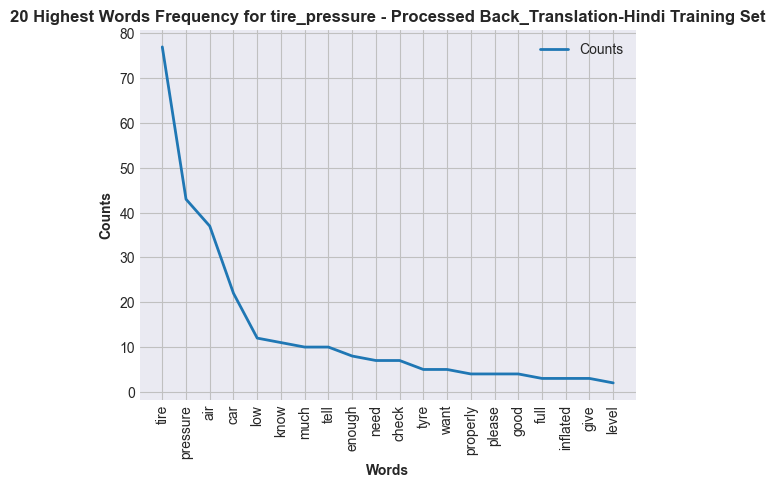 20 Highest Words Frequency for tire_pressure - Processed Back_Translation-Hindi Training Set
Counts
80
70
60
50
40
30
20
10
0
Counts
tire
pressure
air
car
low
know
much
tell
enough
need
check
tyre
want
properly
please
good
full
inflated
give
level
Words